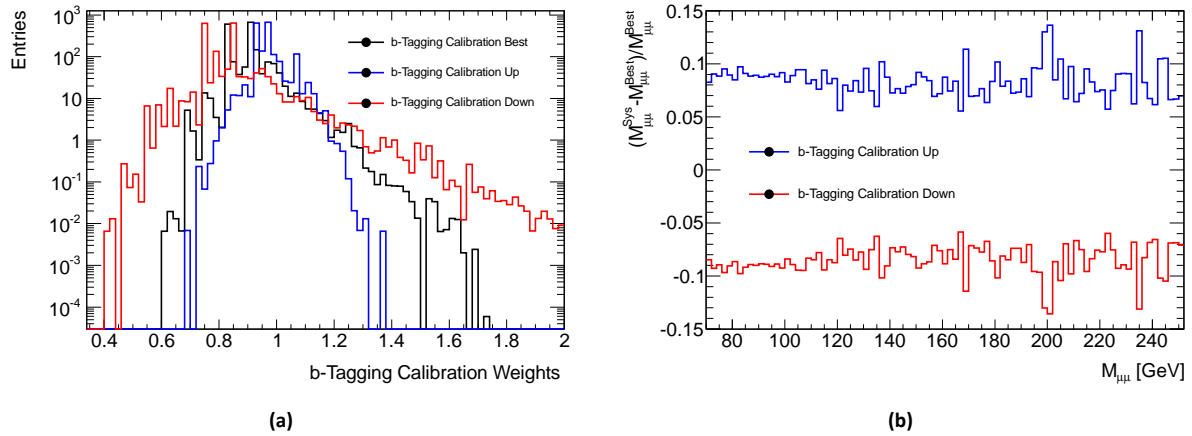 Entries
10³
10²
10
1
10⁻¹
10⁻²
10⁻³
10⁻⁴
b-Tagging Calibration Best
b-Tagging Calibration Up
b-Tagging Calibration Down
0.4 0.6 0.8 1 1.2 1.4 1.6 1.8 2
b-Tagging Calibration Weights
(a)
(M^Sys_μμ-M^Best_μμ)/M^Best_μμ
0.15
0.1
0.05
0
-0.05
-0.1
-0.15
b-Tagging Calibration Up
b-Tagging Calibration Down
80 100 120 140 160 180 200 220 240
M_μμ [GeV]
(b)